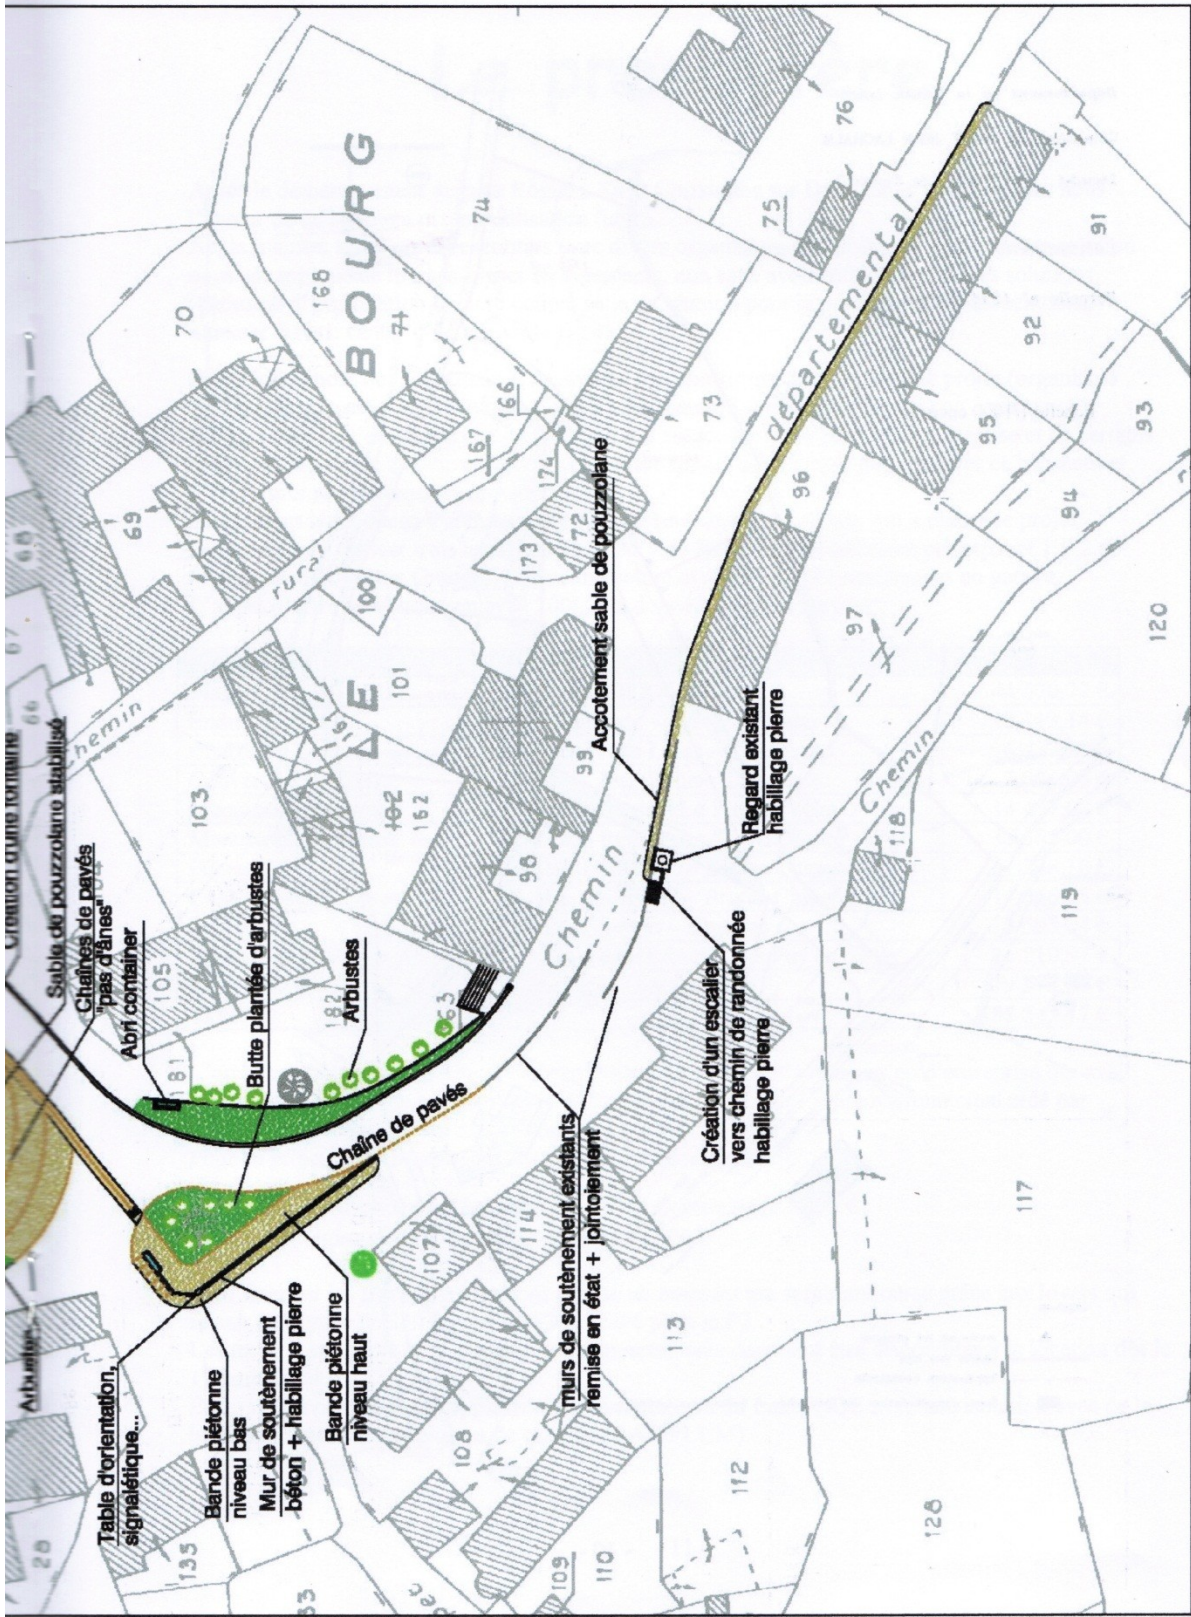 Création d'une fontaine
Sable de pouzzolane stabilisé
Chaînes de pavés
"pas d'ânes"
Abri container
Butte plantée d'arbustes
Arbustes
Chaîne de pavés
Arbustes
Table d'orientation,
signalétique...
Bande piétonne
niveau bas
Mur de soutènement
béton + habillage pierre
Bande piétonne
niveau haut
murs de soutènement existants
remise en état + jointoiement
Création d'un escalier
vers chemin de randonnée
habillage pierre
Regard existant
habillage pierre
Accotement sable de pouzzolane
LE BOURG
Chemin
rural
Chemin
départemental
Chemin
66
67
68
69
70
71
72
73
74
75
76
91
92
93
94
95
96
97
98
99
100
101
102
162
103
104
105
107
108
109
110
112
113
114
117
118
119
120
128
135
161
163
166
167
168
173
174
181
182
28
33